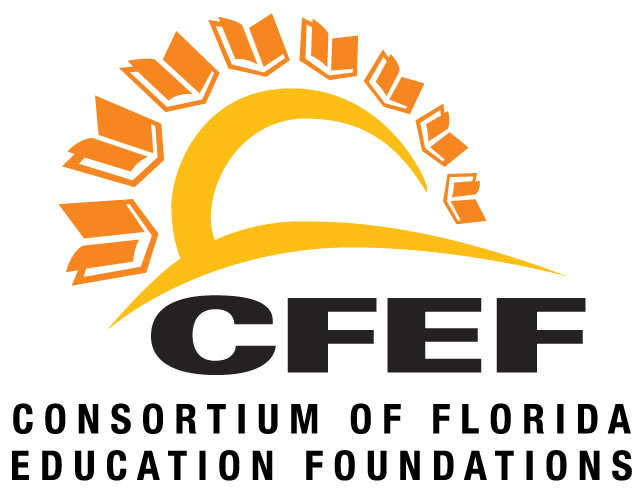 CFEF
CONSORTIUM OF FLORIDA
EDUCATION FOUNDATIONS